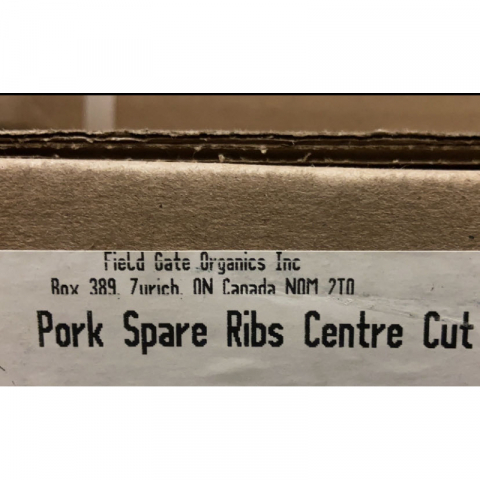 Field Gate Organics Inc
Box 389, Zurich, ON Canada N0M 2T0
Pork Spare Ribs Centre Cut